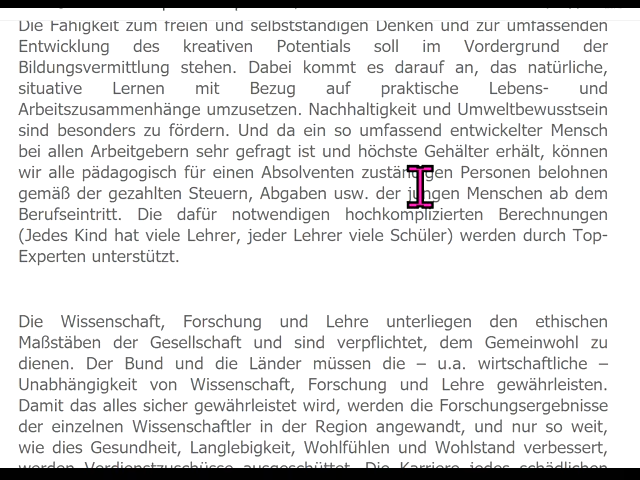 Die Fähigkeit zum freien und selbstständigen Denken und zur umfassenden
Entwicklung des kreativen Potentials soll im Vordergrund der
Bildungsvermittlung stehen. Dabei kommt es darauf an, das natürliche,
situative Lernen mit Bezug auf praktische Lebens- und
Arbeitszusammenhänge umzusetzen. Nachhaltigkeit und Umweltbewusstsein
sind besonders zu fördern. Und da ein so umfassend entwickelter Mensch
bei allen Arbeitgebern sehr gefragt ist und höchste Gehälter erhält, können
wir alle pädagogisch für einen Absolventen zuständigen Personen belohnen
gemäß der gezahlten Steuern, Abgaben usw. der jungen Menschen ab dem
Berufseintritt. Die dafür notwendigen hochkomplizierten Berechnungen
(Jedes Kind hat viele Lehrer, jeder Lehrer viele Schüler) werden durch Top-
Experten unterstützt.
Die Wissenschaft, Forschung und Lehre unterliegen den ethischen
Maßstäben der Gesellschaft und sind verpflichtet, dem Gemeinwohl zu
dienen. Der Bund und die Länder müssen die – u.a. wirtschaftliche –
Unabhängigkeit von Wissenschaft, Forschung und Lehre gewährleisten.
Damit das alles sicher gewährleistet wird, werden die Forschungsergebnisse
der einzelnen Wissenschaftler in der Region angewandt, und nur so weit,
wie dies Gesundheit, Langlebigkeit, Wohlfühlen und Wohlstand verbessert,
werden Verdienstzuschüsse ausgeschüttet. Die Karriere jedes schädlichen